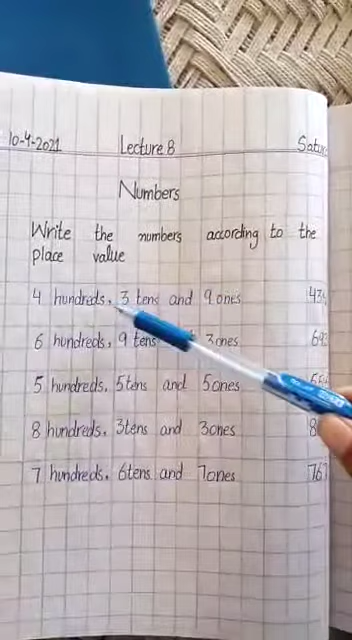 10-4-2021 Lecture 8
Numbers
Write the numbers according to the
place value
4 hundreds, 3 tens and 9 ones
6 hundreds, 9 tens 3 ones
5 hundreds, 5 tens and 5 ones
8 hundreds, 3 tens and 3 ones
7 hundreds, 6 tens and 7 ones 767